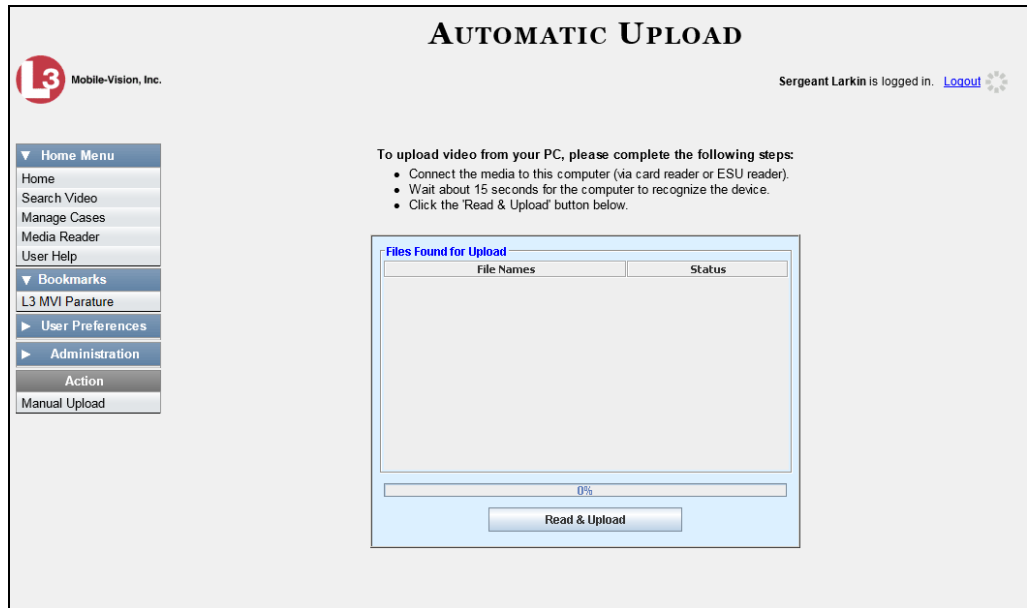 AUTOMATIC UPLOAD
L3 Mobile-Vision, Inc.
Sergeant Larkin is logged in. Logout
Home Menu
Home
Search Video
Manage Cases
Media Reader
User Help
Bookmarks
L3 MVI Parature
User Preferences
Administration
Action
Manual Upload
To upload video from your PC, please complete the following steps:
• Connect the media to this computer (via card reader or ESU reader).
• Wait about 15 seconds for the computer to recognize the device.
• Click the 'Read & Upload' button below.
Files Found for Upload
File Names Status
0%
Read & Upload